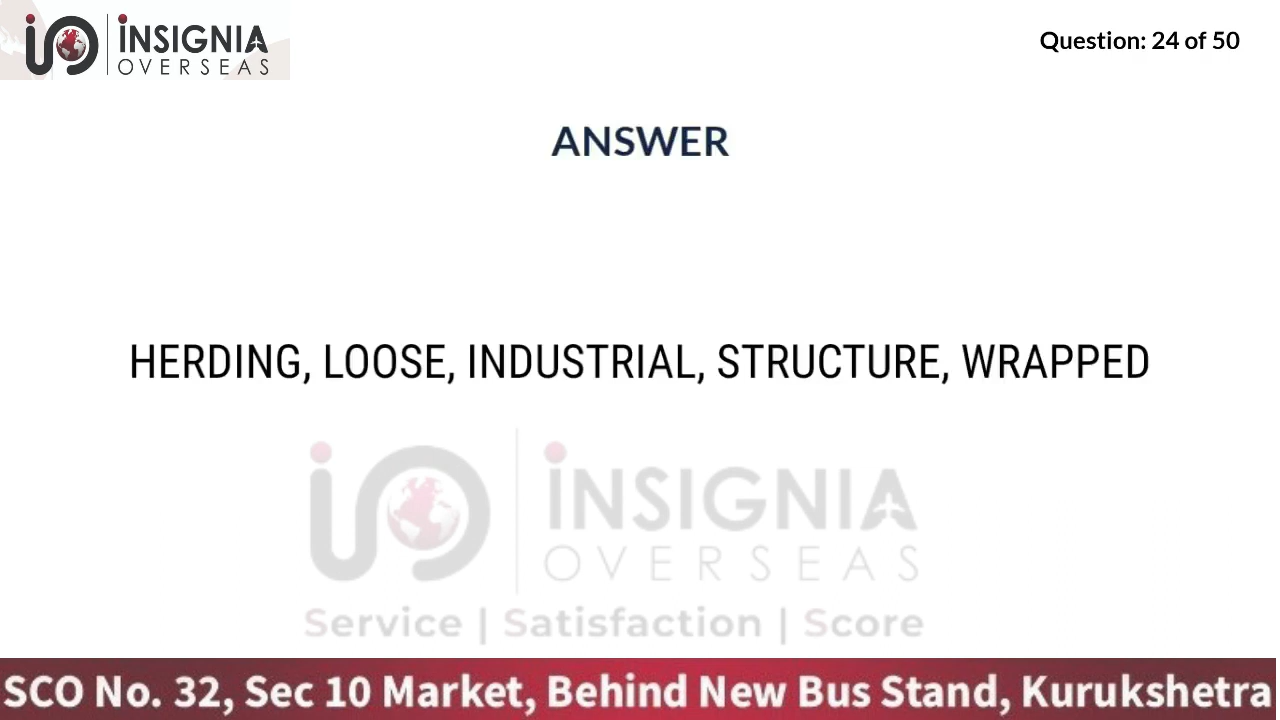 INSIGNIA
OVERSEAS
Question: 24 of 50
ANSWER
HERDING, LOOSE, INDUSTRIAL, STRUCTURE, WRAPPED
INSIGNIA
OVERSEAS
Service | Satisfaction | Score
SCO No. 32, Sec 10 Market, Behind New Bus Stand, Kurukshetra